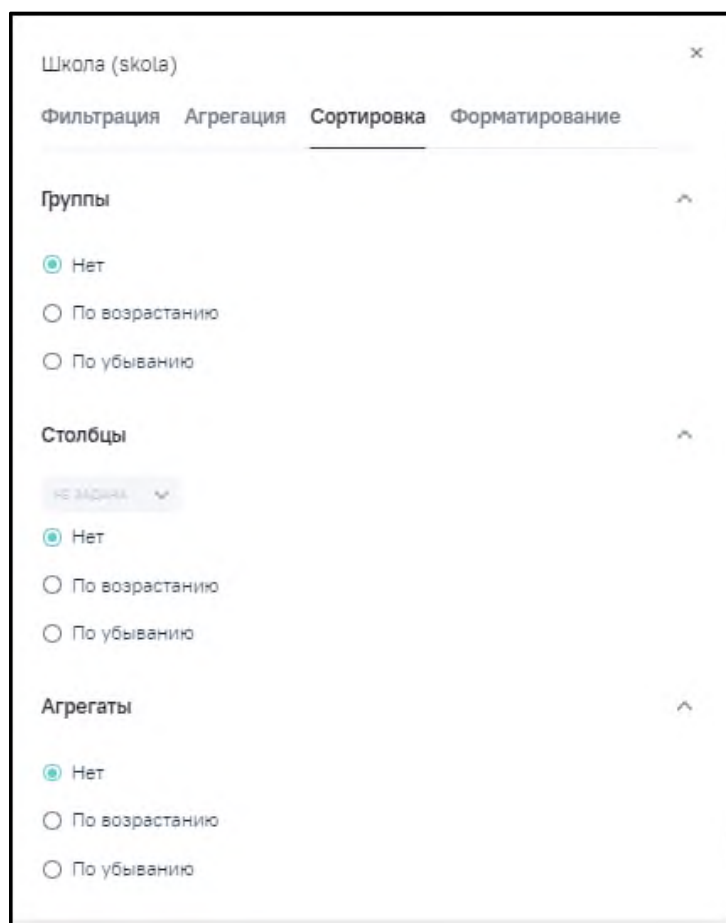 Школа (skola)
Фильтрация Агрегация Сортировка Форматирование
Группы
Нет
По возрастанию
По убыванию
Столбцы
НЕ ЗАДАНА
Нет
По возрастанию
По убыванию
Агрегаты
Нет
По возрастанию
По убыванию